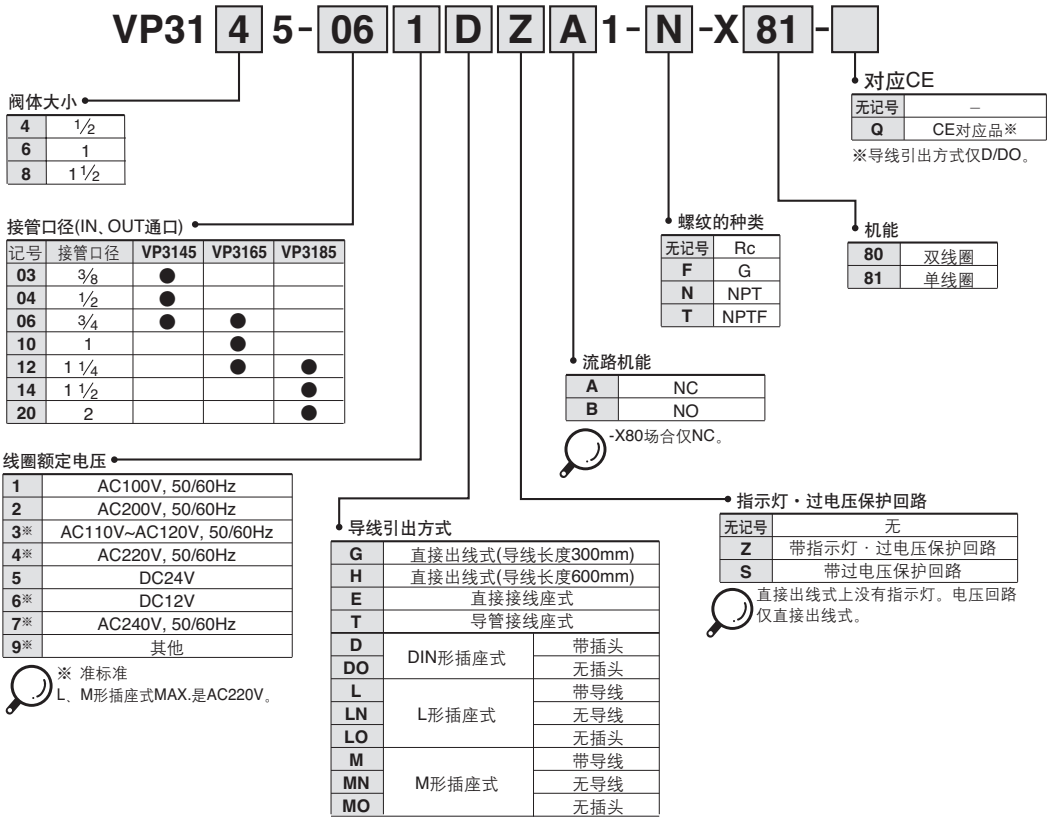 VP31 4 5- 06 1 D Z A 1- N -X 81 -
阀体大小
4 1/2
6 1
8 1 1/2
对应CE
无记号 –
Q CE对应品※
※导线引出方式仅D/DO。
接管口径(IN、OUT通口)
记号 接管口径 VP3145 VP3165 VP3185
03 3/8 ●
04 1/2 ●
06 3/4 ● ●
10 1 ●
12 1 1/4 ● ●
14 1 1/2 ●
20 2 ●
螺纹的种类
无记号 Rc
F G
N NPT
T NPTF
机能
80 双线圈
81 单线圈
流路机能
A NC
B NO
-X80场合仅NC。
线圈额定电压
1 AC100V, 50/60Hz
2 AC200V, 50/60Hz
3※ AC110V~AC120V, 50/60Hz
4※ AC220V, 50/60Hz
5 DC24V
6※ DC12V
7※ AC240V, 50/60Hz
9※ 其他
※ 准标准
L、M形插座式MAX.是AC220V。
导线引出方式
G 直接出线式(导线长度300mm)
H 直接出线式(导线长度600mm)
E 直接接线座式
T 导管接线座式
D DIN形插座式 带插头
DO 无插头
L L形插座式 带导线
LN 无导线
LO 无插头
M M形插座式 带导线
MN 无导线
MO 无插头
指示灯・过电压保护回路
无记号 无
Z 带指示灯・过电压保护回路
S 带过电压保护回路
直接出线式上没有指示灯。电压回路
仅直接出线式。